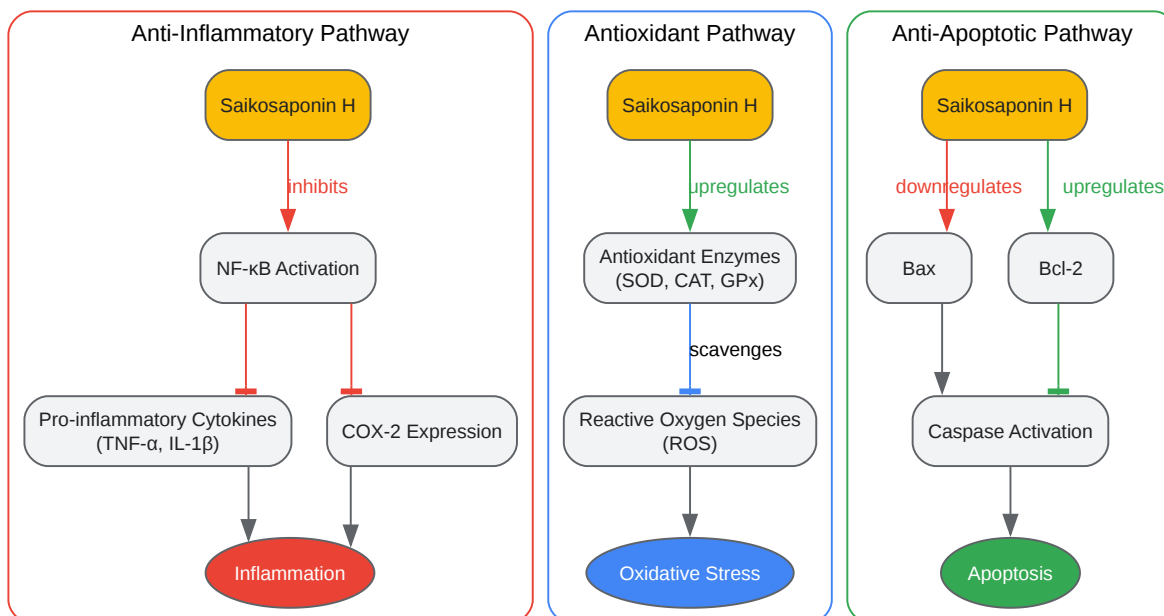 Anti-Inflammatory Pathway
Saikosaponin H
inhibits
NF-κB Activation
Pro-inflammatory Cytokines
(TNF-α, IL-1β)
COX-2 Expression
Inflammation
Antioxidant Pathway
Saikosaponin H
upregulates
Antioxidant Enzymes
(SOD, CAT, GPx)
scavenges
Reactive Oxygen Species
(ROS)
Oxidative Stress
Anti-Apoptotic Pathway
Saikosaponin H
downregulates
upregulates
Bax
Bcl-2
Caspase Activation
Apoptosis